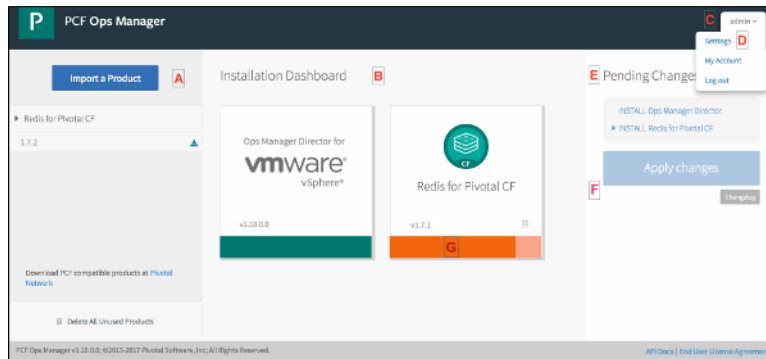 P PCF Ops Manager
C admin
Settings D
My Account
Log out
Import a Product A
Installation Dashboard B
E Pending Changes
Redis for Pivotal CF
1.7.2
Ops Manager Director for
vmware®
vSphere®
v1.10.0.0
CF
Redis for Pivotal CF
v1.7.1
G
INSTALL Ops Manager Director
INSTALL Redis for Pivotal CF
Apply changes
F
Changelog
Download PCF compatible products at Pivotal
Network
Delete All Unused Products
PCF Ops Manager v1.10.0.0; ©2013-2017 Pivotal Software, Inc; All Rights Reserved.
API Docs | End User License Agreement